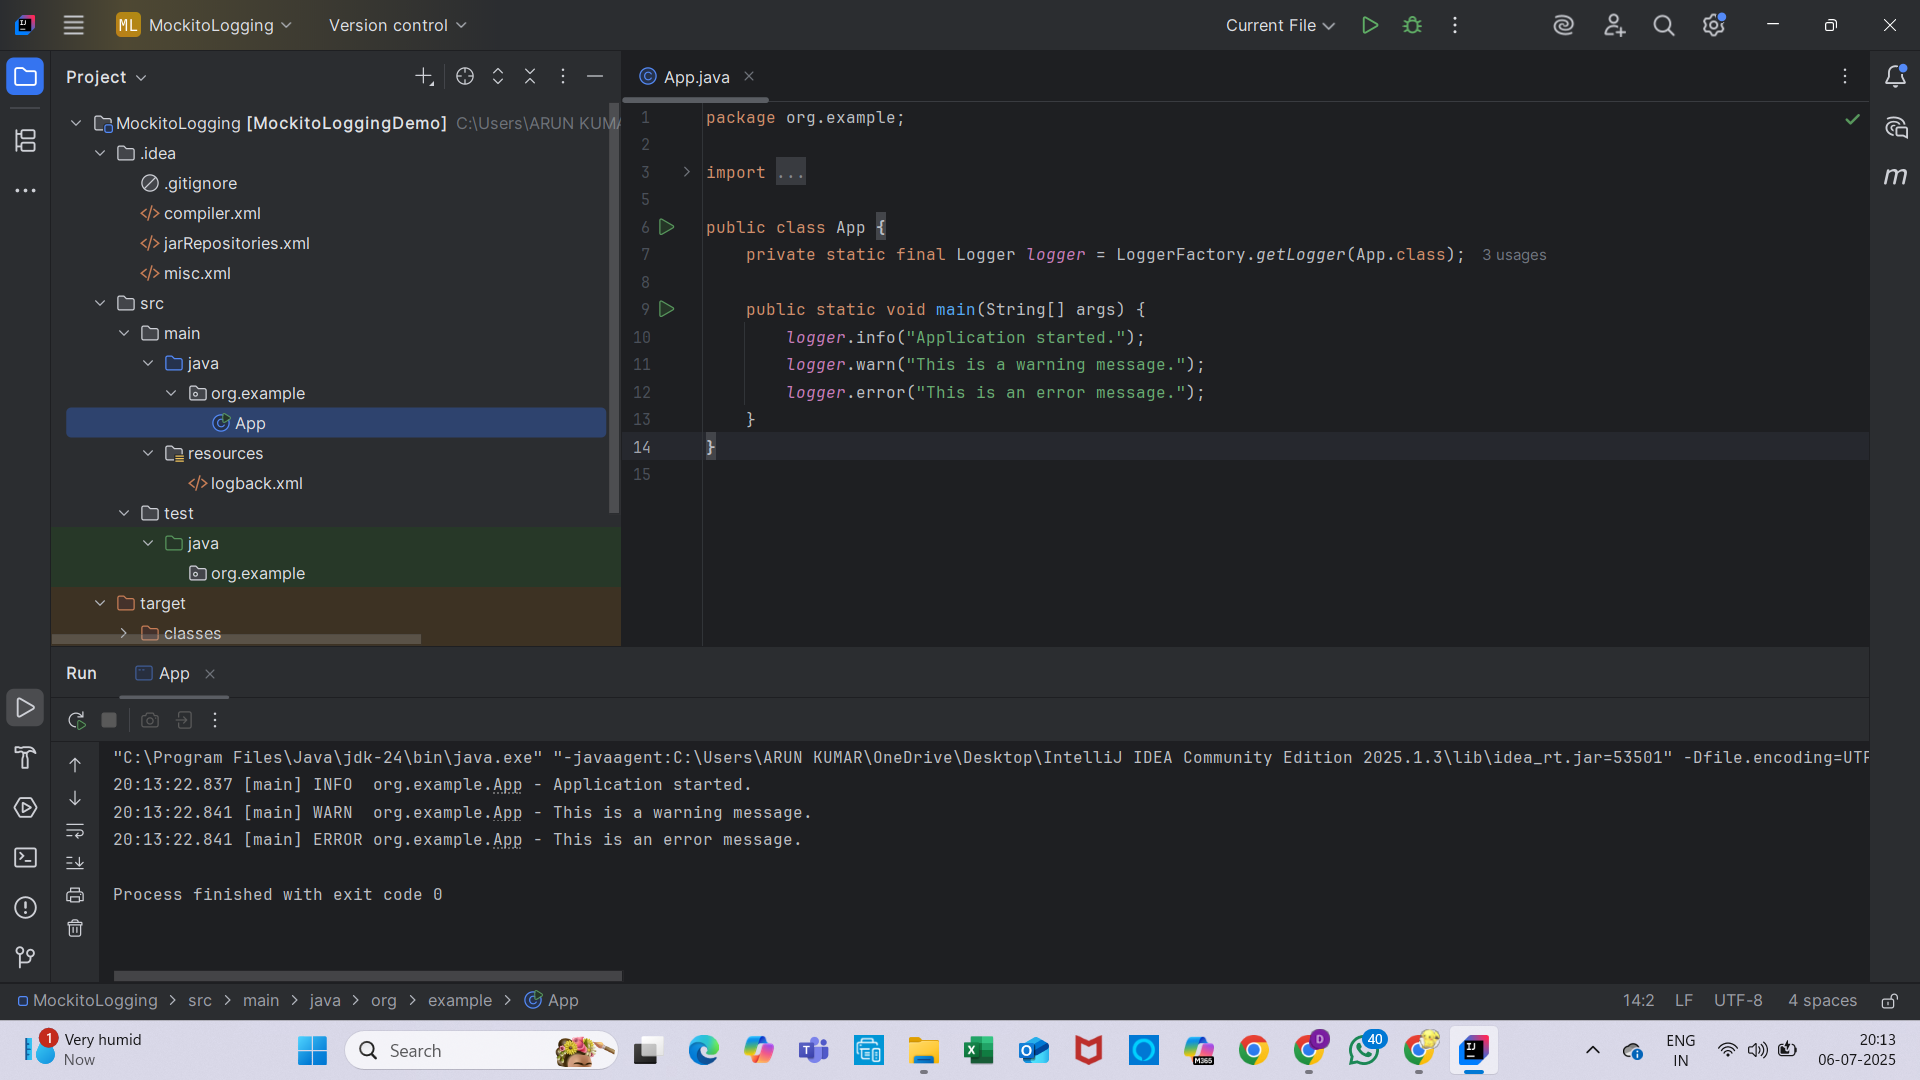 ML MockitoLogging Version control Current File
Project
App.java
MockitoLogging [MockitoLoggingDemo] C:\Users\ARUN KUMA
.idea
.gitignore
compiler.xml
jarRepositories.xml
misc.xml
src
main
java
org.example
App
resources
logback.xml
test
java
org.example
target
classes
1 package org.example;
2
3 import ...
5
6 public class App {
7 private static final Logger logger = LoggerFactory.getLogger(App.class); 3 usages
8
9 public static void main(String[] args) {
10 logger.info("Application started.");
11 logger.warn("This is a warning message.");
12 logger.error("This is an error message.");
13 }
14 }
15
m
Run App
"C:\Program Files\Java\jdk-24\bin\java.exe" "-javaagent:C:\Users\ARUN KUMAR\OneDrive\Desktop\IntelliJ IDEA Community Edition 2025.1.3\lib\idea_rt.jar=53501" -Dfile.encoding=UTF
20:13:22.837 [main] INFO  org.example.App - Application started.
20:13:22.841 [main] WARN  org.example.App - This is a warning message.
20:13:22.841 [main] ERROR org.example.App - This is an error message.
Process finished with exit code 0
MockitoLogging > src > main > java > org > example > App 14:2 LF UTF-8 4 spaces
1 Very humid
Now
Search
M365
D
40
ENG
IN
20:13
06-07-2025